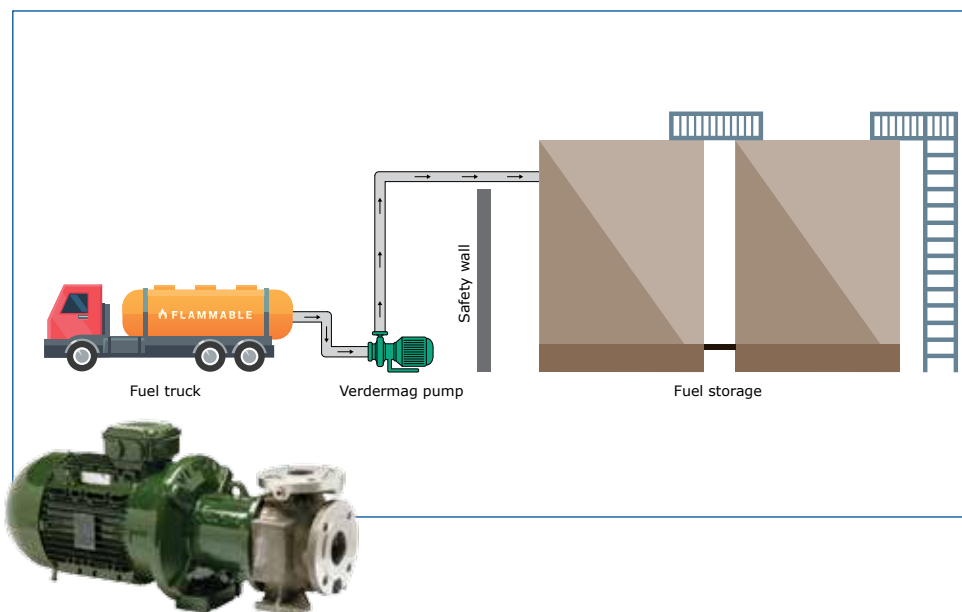 FLAMMABLE
Safety wall
Fuel truck
Verdermag pump
Fuel storage